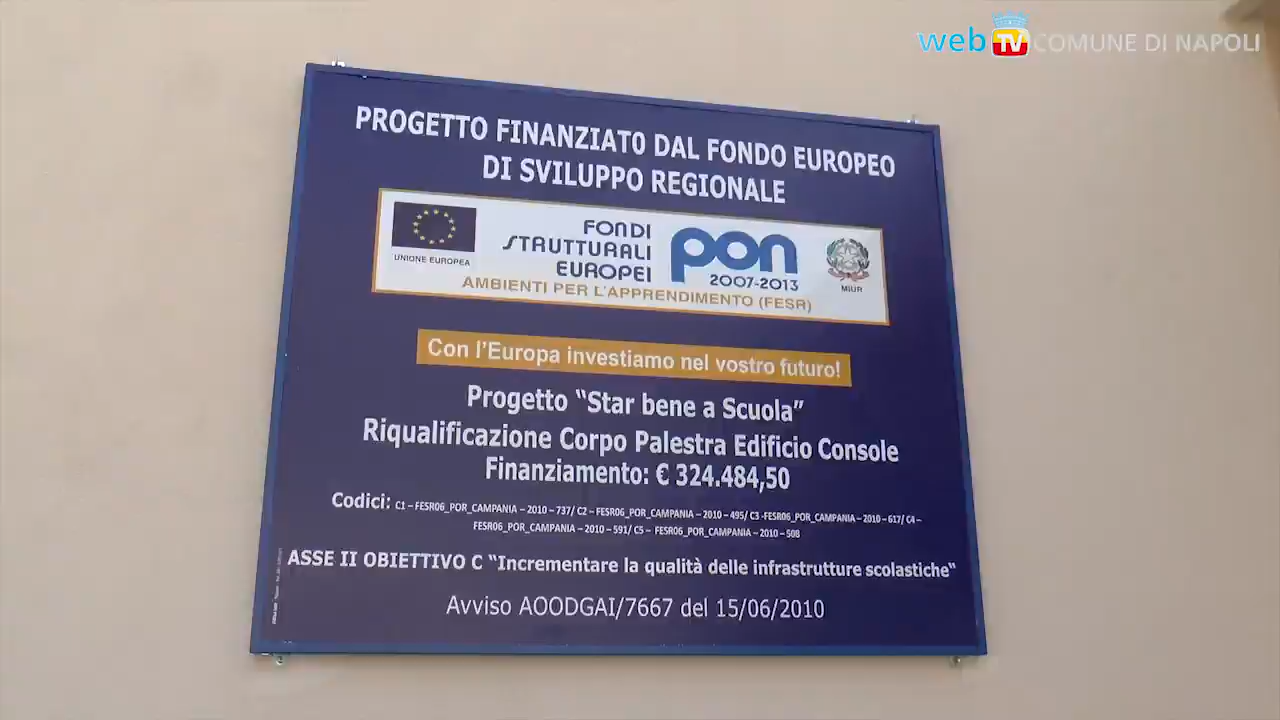 web TV COMUNE DI NAPOLI
PROGETTO FINANZIATO DAL FONDO EUROPEO
DI SVILUPPO REGIONALE
UNIONE EUROPEA
FONDI
STRUTTURALI
EUROPEI
pon
2007-2013
MIUR
AMBIENTI PER L'APPRENDIMENTO (FESR)
Con l'Europa investiamo nel vostro futuro!
Progetto "Star bene a Scuola"
Riqualificazione Corpo Palestra Edificio Console
Finanziamento: € 324.484,50
Codici: C1 – FESR06_POR_CAMPANIA – 2010 – 737/ C2 – FESR06_POR_CAMPANIA – 2010 – 495/ C3 -FESR06_POR_CAMPANIA – 2010 – 617/ C4 –
FESR06_POR_CAMPANIA – 2010 – 591/ C5 – FESR06_POR_CAMPANIA – 2010 – 508
ASSE II OBIETTIVO C "Incrementare la qualità delle infrastrutture scolastiche"
Avviso AOODGAI/7667 del 15/06/2010